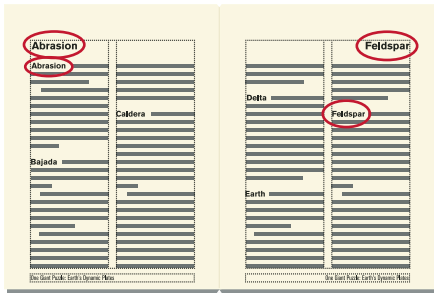 Abrasion
Abrasion
Bajada
Caldera
One Giant Puzzle: Earth's Dynamic Plates
Feldspar
Delta
Earth
Feldspar
One Giant Puzzle: Earth's Dynamic Plates